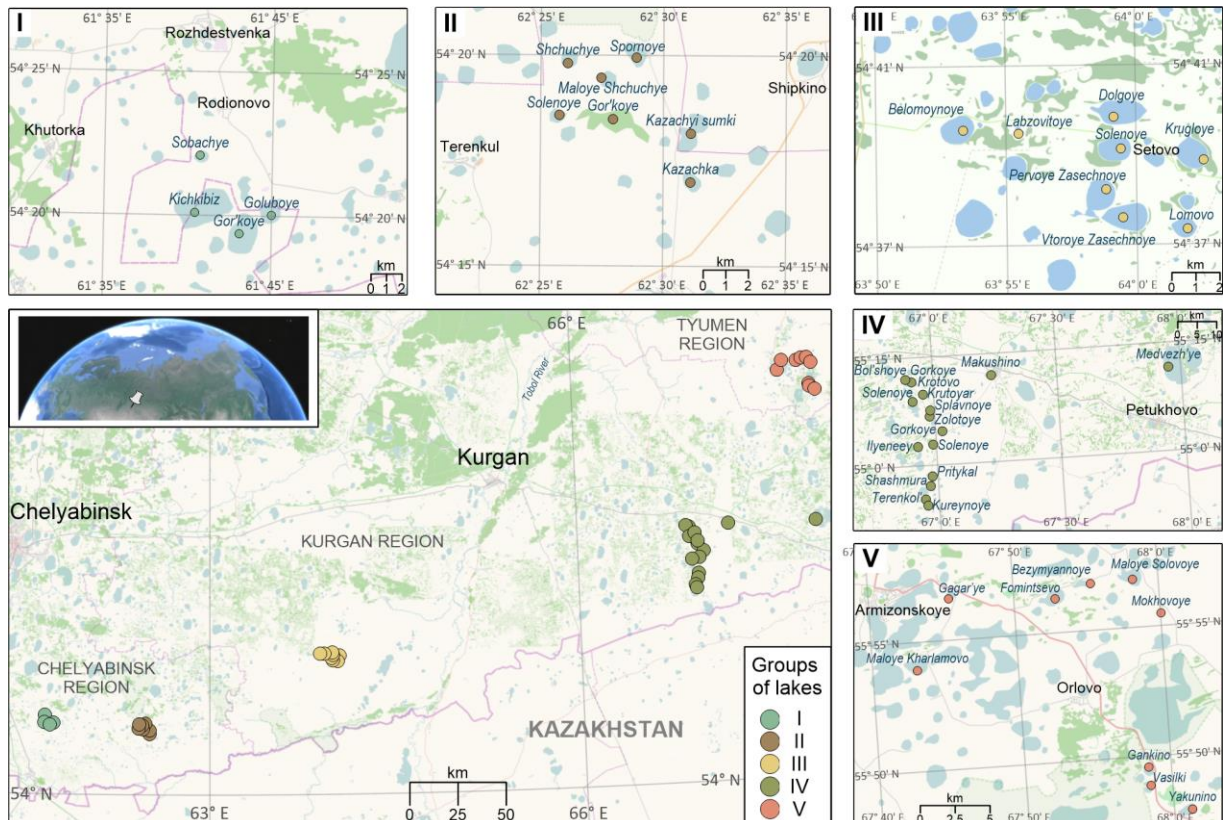 I
61° 35' E
61° 45' E
Rozhdestvenka
54° 25' N
54° 25' N
Rodionovo
Khutorka
Sobachye
Kichkibiz
Goluboye
Gor'koye
54° 20' N
54° 20' N
km
0 1 2
61° 35' E
61° 45' E
II
62° 25' E
62° 30' E
62° 35' E
54° 20' N
54° 20' N
Shchuchye
Spornoye
Maloye Shchuchye
Shipkino
Solenoye
Gor'koye
Kazachyi sumki
Terenkul
Kazachka
54° 15' N
54° 15' N
km
0 1 2
62° 25' E
62° 30' E
62° 35' E
III
63° 55' E
64° 0' E
54° 41' N
54° 41' N
Dolgoye
Belomoynoye
Labzovitoye
Solenoye
Krugloye
Setovo
Pervoye Zasechnoye
Lomovo
Vtoroye Zasechnoye
54° 37' N
54° 37' N
km
0 1 2
63° 50' E
63° 55' E
64° 0' E
66° E
TYUMEN
REGION
Tobol River
Kurgan
Chelyabinsk
KURGAN REGION
CHELYABINSK
REGION
KAZAKHSTAN
km
0 25 50
54° N
54° N
63° E
66° E
Groups
of lakes
I
II
III
IV
V
IV
67° 0' E
67° 30' E
68° 0' E
km
0 5 10
55° 15' N
55° 15' N
Makushino
Medvezh'ye
Bol'shoye Gorkoye
Krotovo
Solenoye
Krutoyar
Splavnoye
Zolotoye
Petukhovo
Gorkoye
Ilyeneey
Solenoye
55° 0' N
55° 0' N
Pritykal
Shashmura
Terenkol'
Kureynoye
67° 0' E
67° 30' E
68° 0' E
V
67° 50' E
68° 0' E
Bezymyannoye
Maloye Solovoye
Gagar'ye
Fomintsevo
Armizonskoye
Mokhovoye
55° 55' N
55° 55' N
Maloye Kharlamovo
Orlovo
Gankino
55° 50' N
55° 50' N
Vasilki
Yakunino
km
0 2.5 5
67° 40' E
67° 50' E
68° 0' E